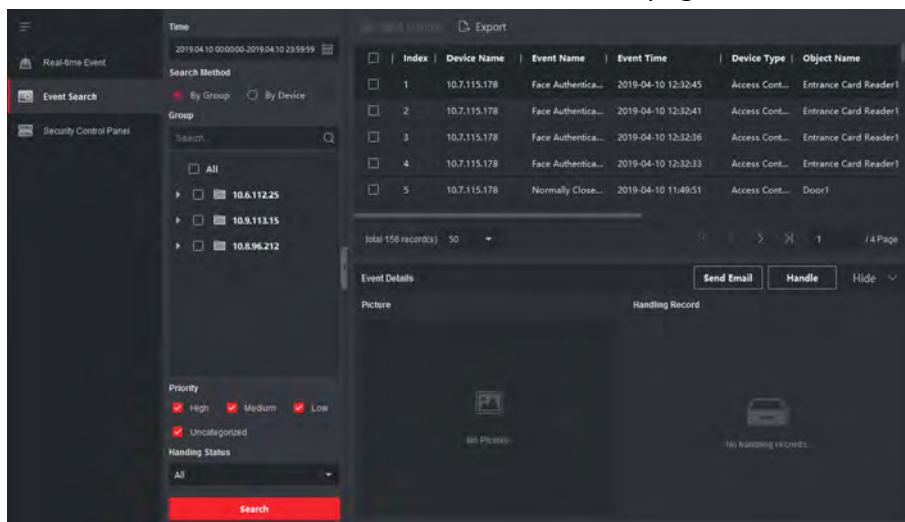 Export
Time
2019.04.10 00:00:00-2019.04.10 23:59:59
Real-time Event
Event Search
Security Control Panel
Search Method
By Group
By Device
Group
Search
All
10.6.112.25
10.9.113.15
10.8.96.212
Priority
High
Medium
Low
Uncategorized
Handing Status
All
Search
Index Device Name Event Name Event Time Device Type Object Name
1 10.7.115.178 Face Authentica... 2019-04-10 12:32:45 Access Cont... Entrance Card Reader1
2 10.7.115.178 Face Authentica... 2019-04-10 12:32:41 Access Cont... Entrance Card Reader1
3 10.7.115.178 Face Authentica... 2019-04-10 12:32:36 Access Cont... Entrance Card Reader1
4 10.7.115.178 Face Authentica... 2019-04-10 12:32:33 Access Cont... Entrance Card Reader1
5 10.7.115.178 Normally Close... 2019-04-10 11:49:51 Access Cont... Door1
total 156 record(s) 50
1 / 4 Page
Event Details
Send Email
Handle
Hide
Picture
Handling Record
No Picture
No handling records.